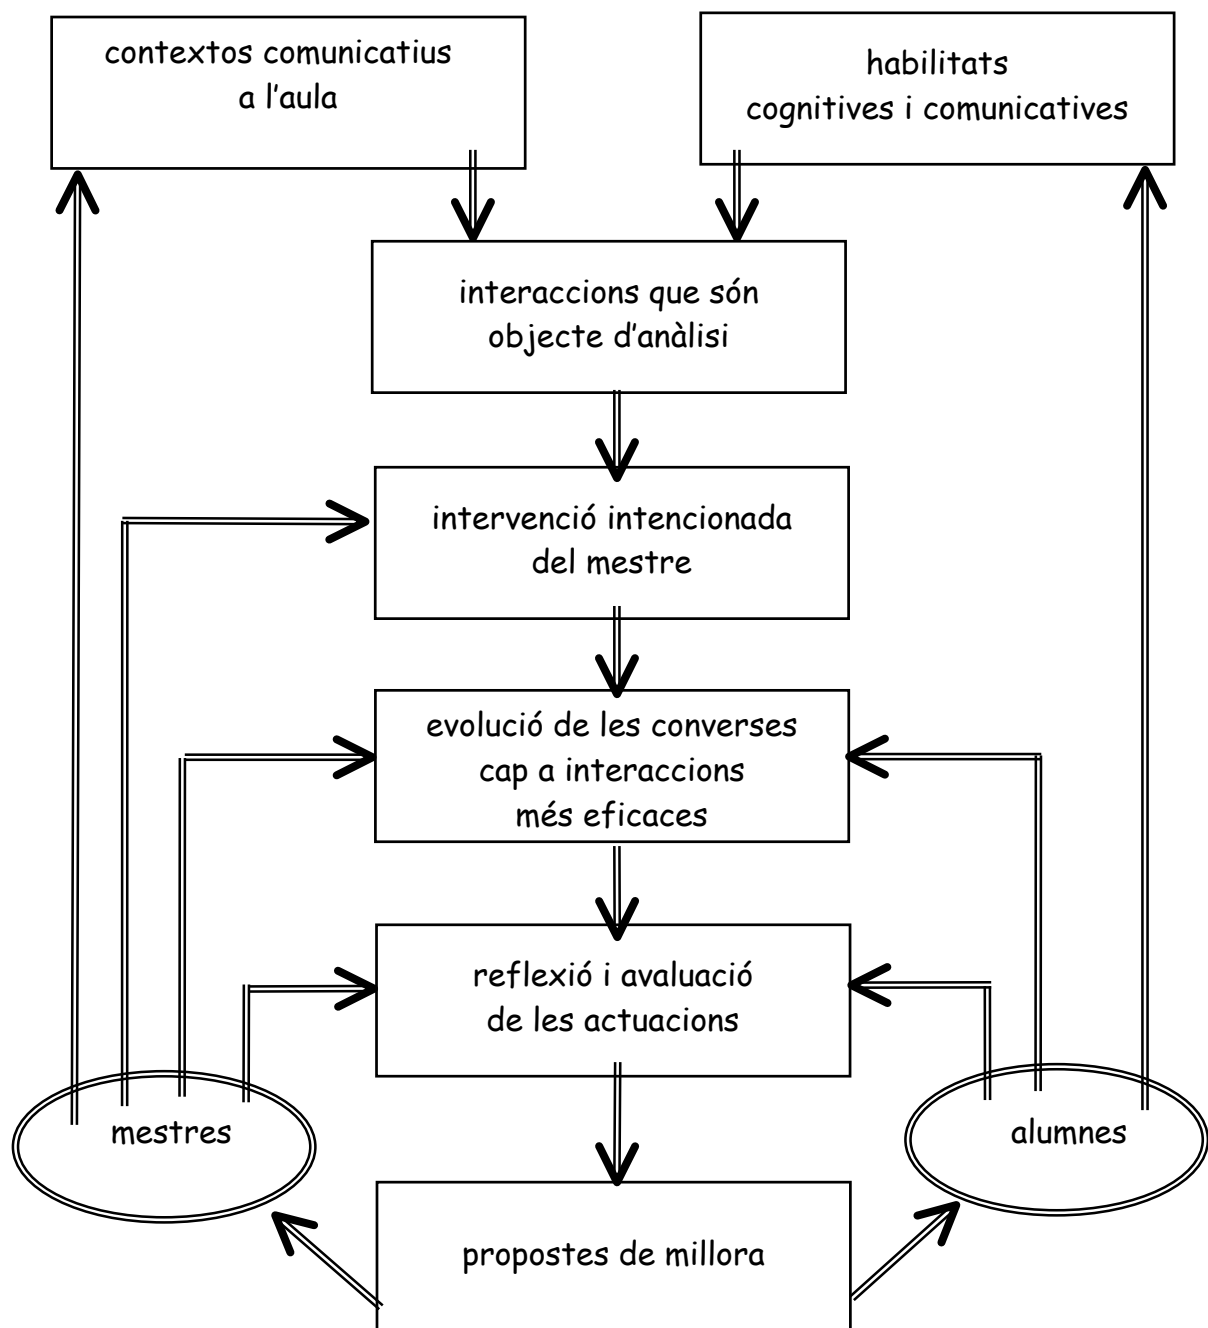 contextos comunicatius
a l'aula
habilitats
cognitives i comunicatives
interaccions que són
objecte d'anàlisi
intervenció intencionada
del mestre
evolució de les converses
cap a interaccions
més eficaces
reflexió i avaluació
de les actuacions
mestres
alumnes
propostes de millora